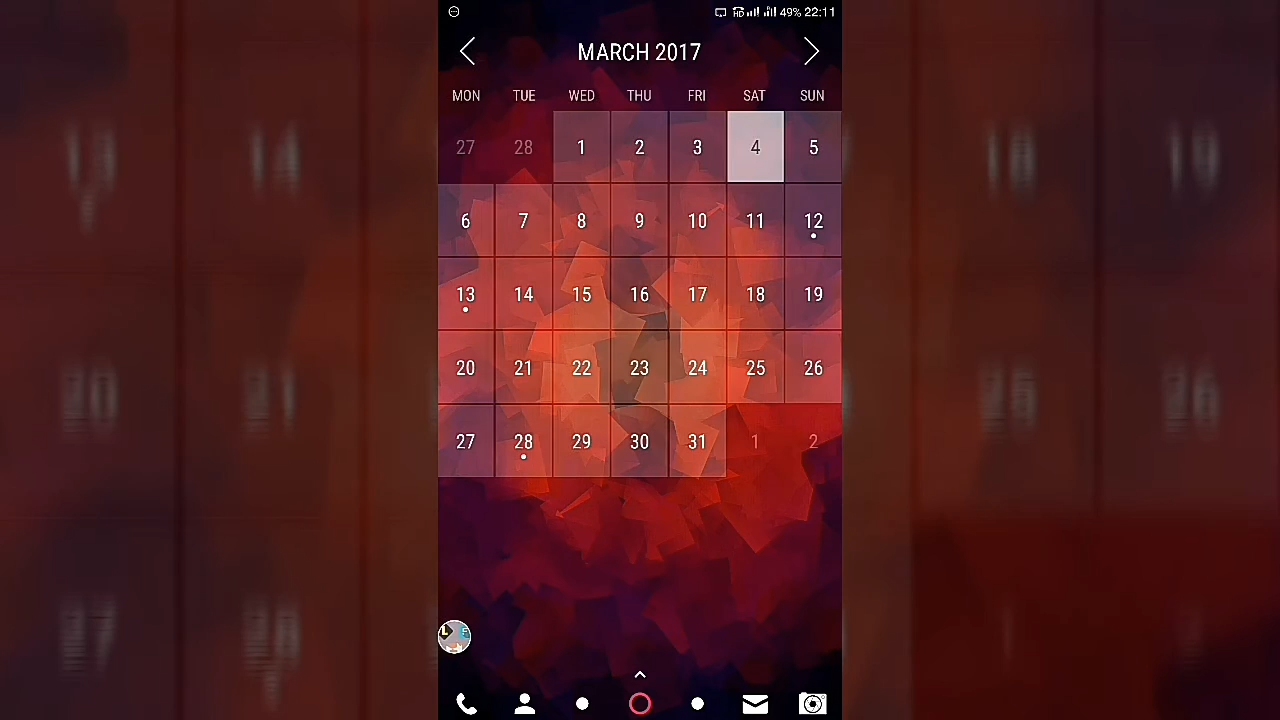 HD 49% 22:11
MARCH 2017
MON TUE WED THU FRI SAT SUN
27 28 1 2 3 4 5
6 7 8 9 10 11 12
13 14 15 16 17 18 19
20 21 22 23 24 25 26
27 28 29 30 31 1 2
L E